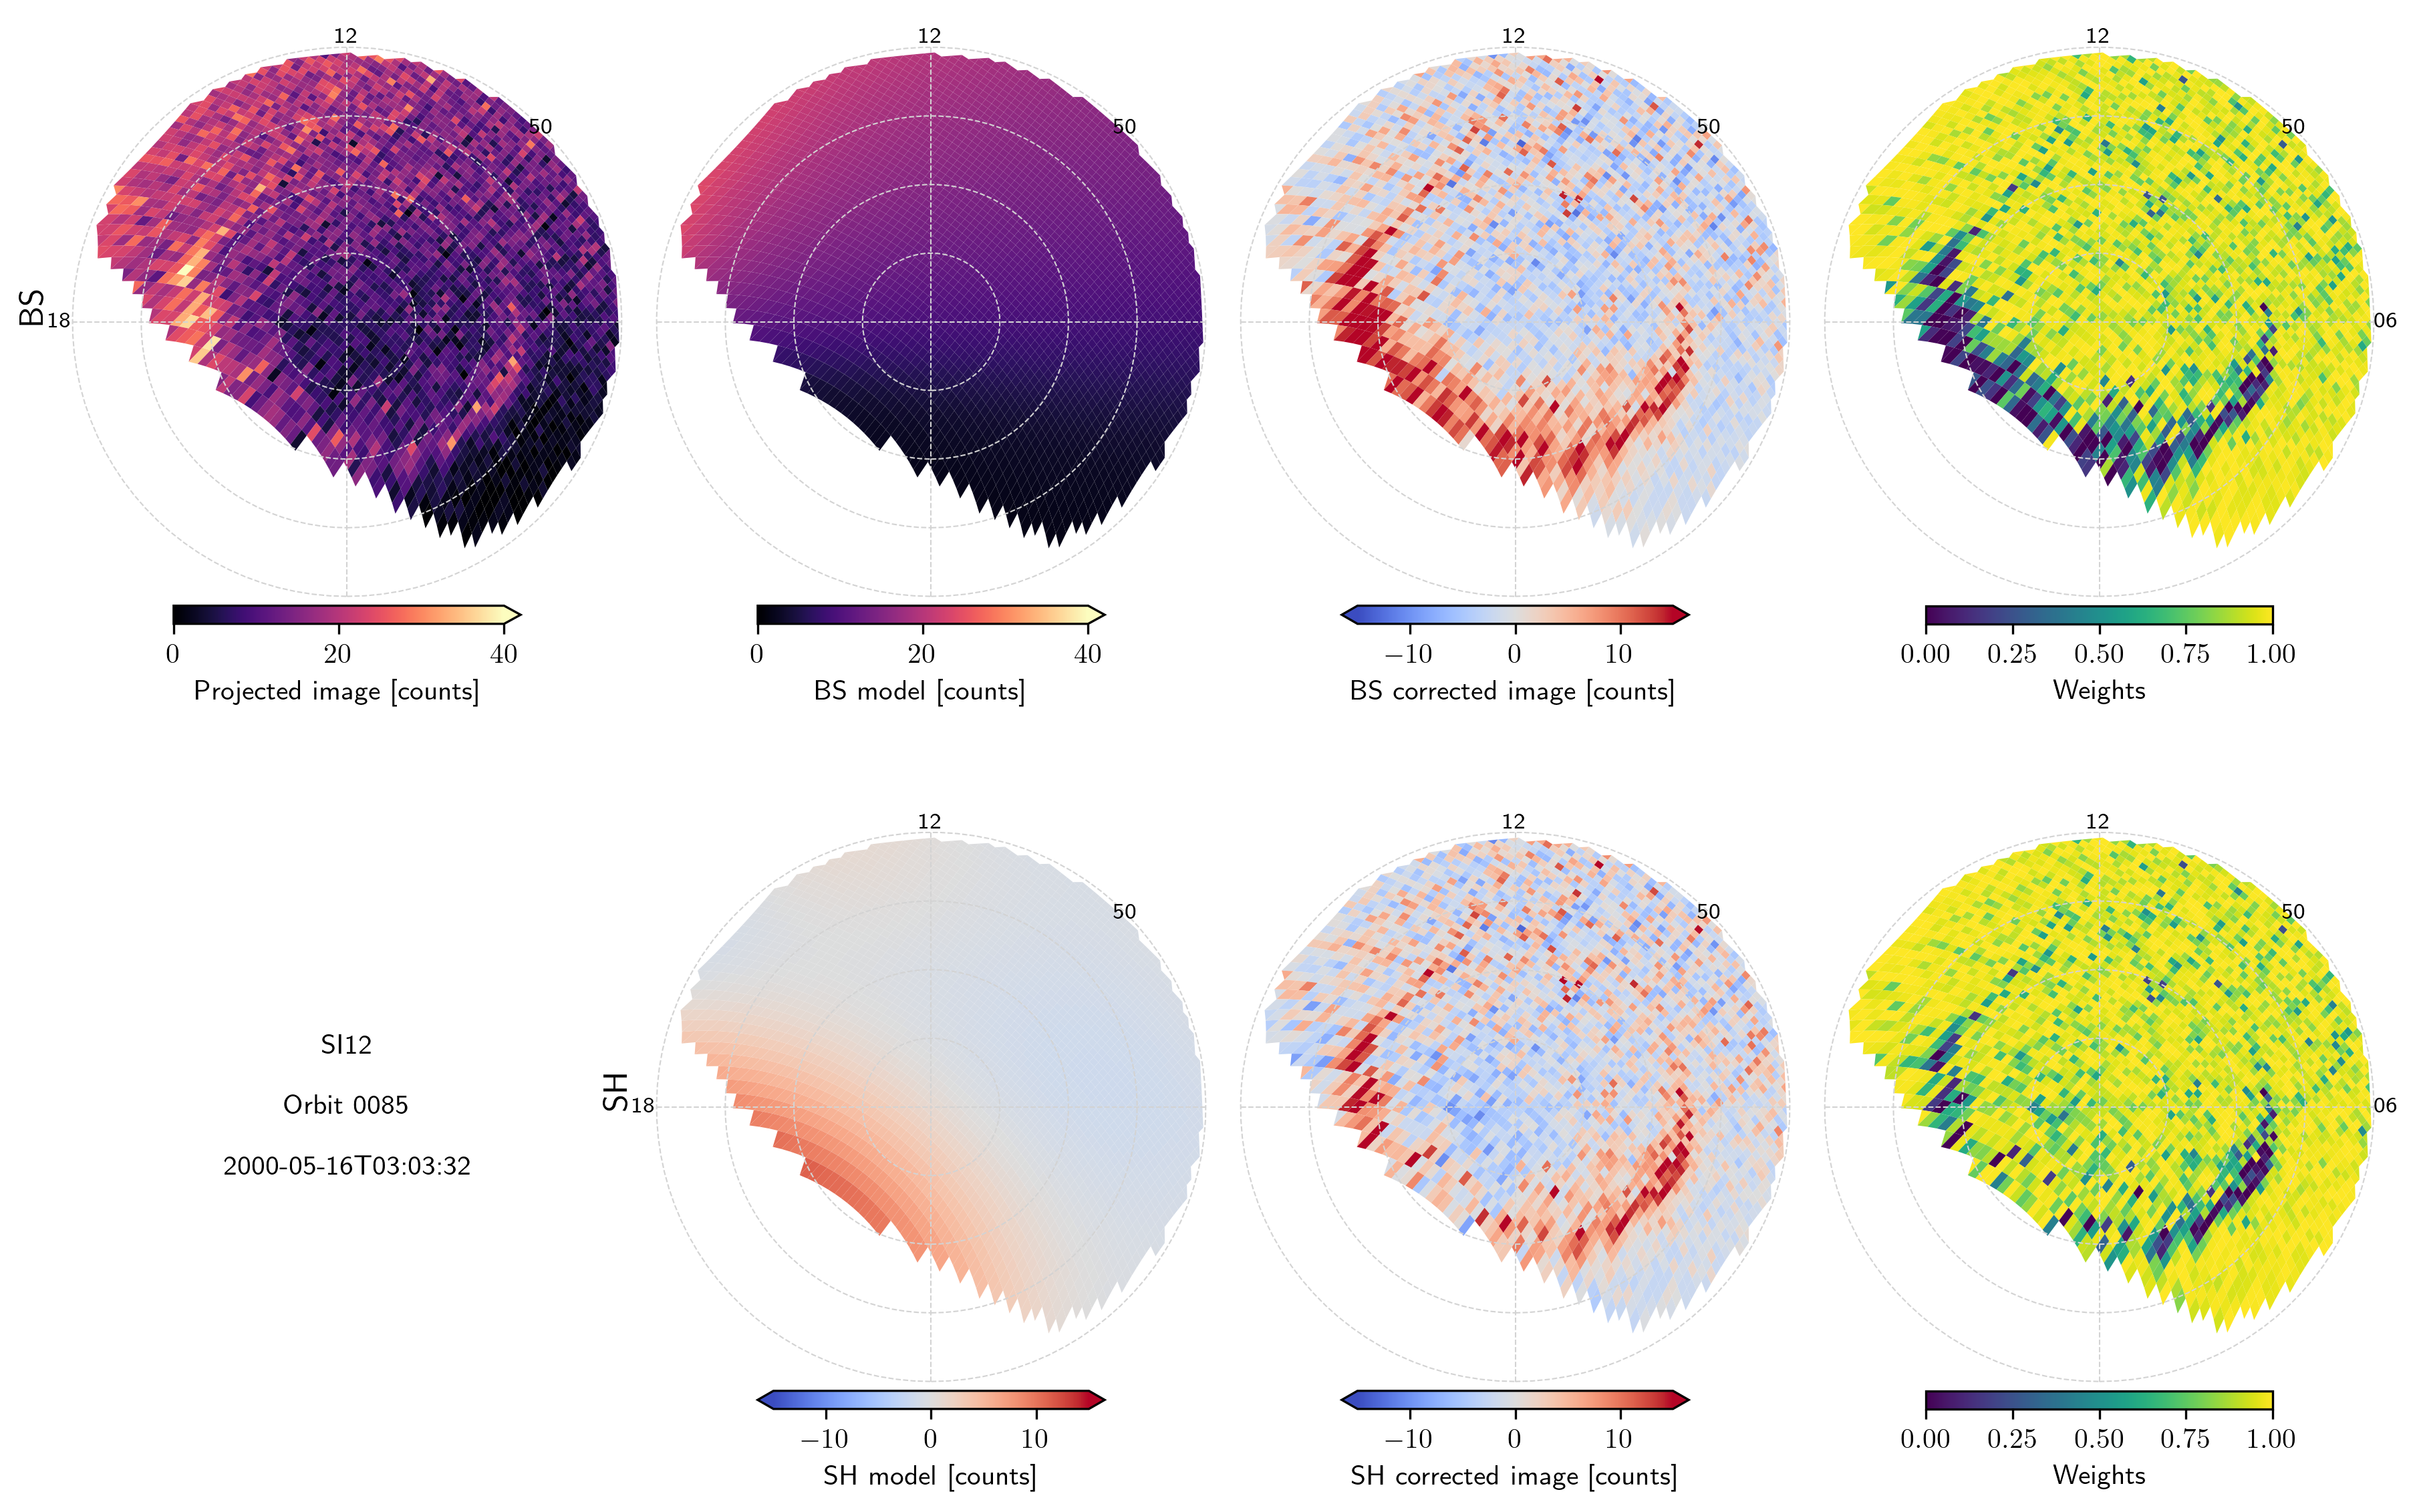 12 12 12 12
50 50 50 50
BS 18 06
0 20 40 0 20 40 −10 0 10 0.00 0.25 0.50 0.75 1.00
Projected image [counts] BS model [counts] BS corrected image [counts] Weights
12 12 12
50 50 50
SI12
Orbit 0085
SH 18 06
2000-05-16T03:03:32
−10 0 10 −10 0 10 0.00 0.25 0.50 0.75 1.00
SH model [counts] SH corrected image [counts] Weights